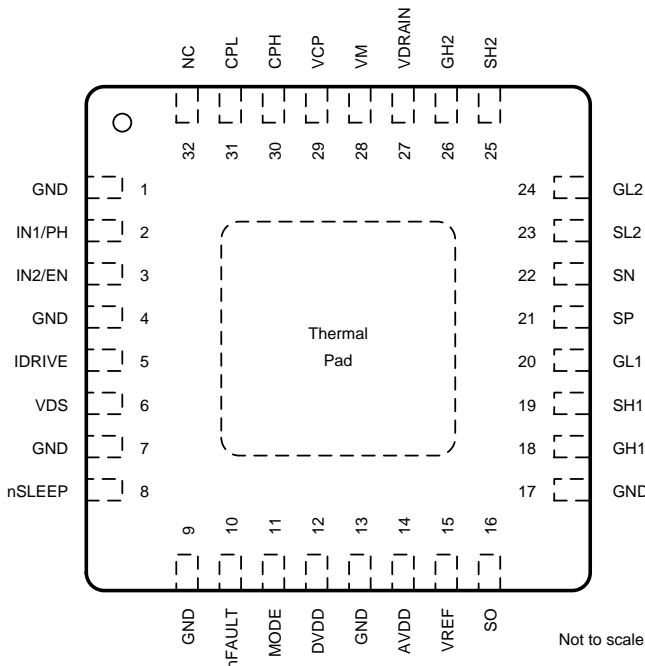 NC CPL CPH VCP VM VDRAIN GH2 SH2
32 31 30 29 28 27 26 25
GND 1 24 GL2
IN1/PH 2 23 SL2
IN2/EN 3 22 SN
GND 4 21 SP
Thermal
Pad
IDRIVE 5 20 GL1
VDS 6 19 SH1
GND 7 18 GH1
nSLEEP 8 17 GND
9 10 11 12 13 14 15 16
GND nFAULT MODE DVDD GND AVDD VREF SO
Not to scale